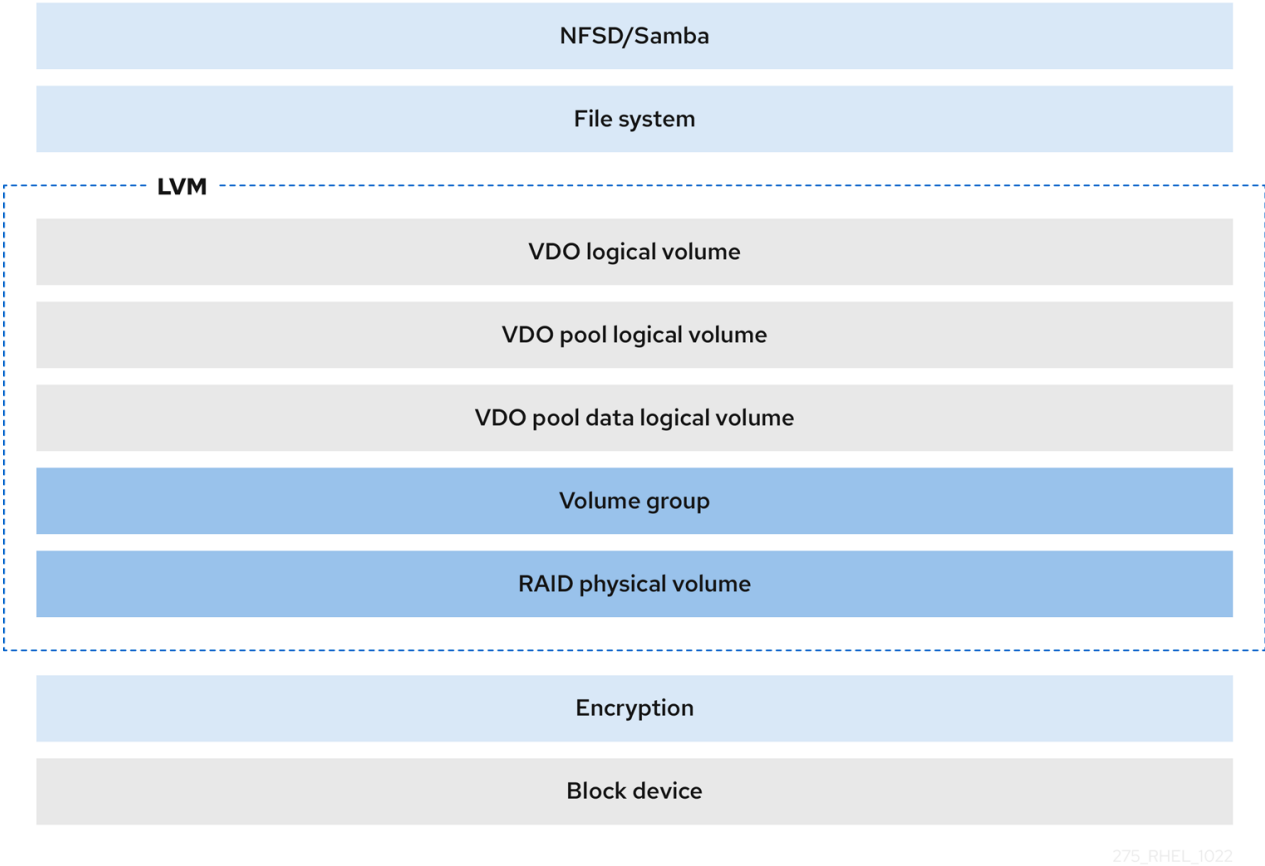 NFSD/Samba
File system
LVM
VDO logical volume
VDO pool logical volume
VDO pool data logical volume
Volume group
RAID physical volume
Encryption
Block device
275_RHEL_1022